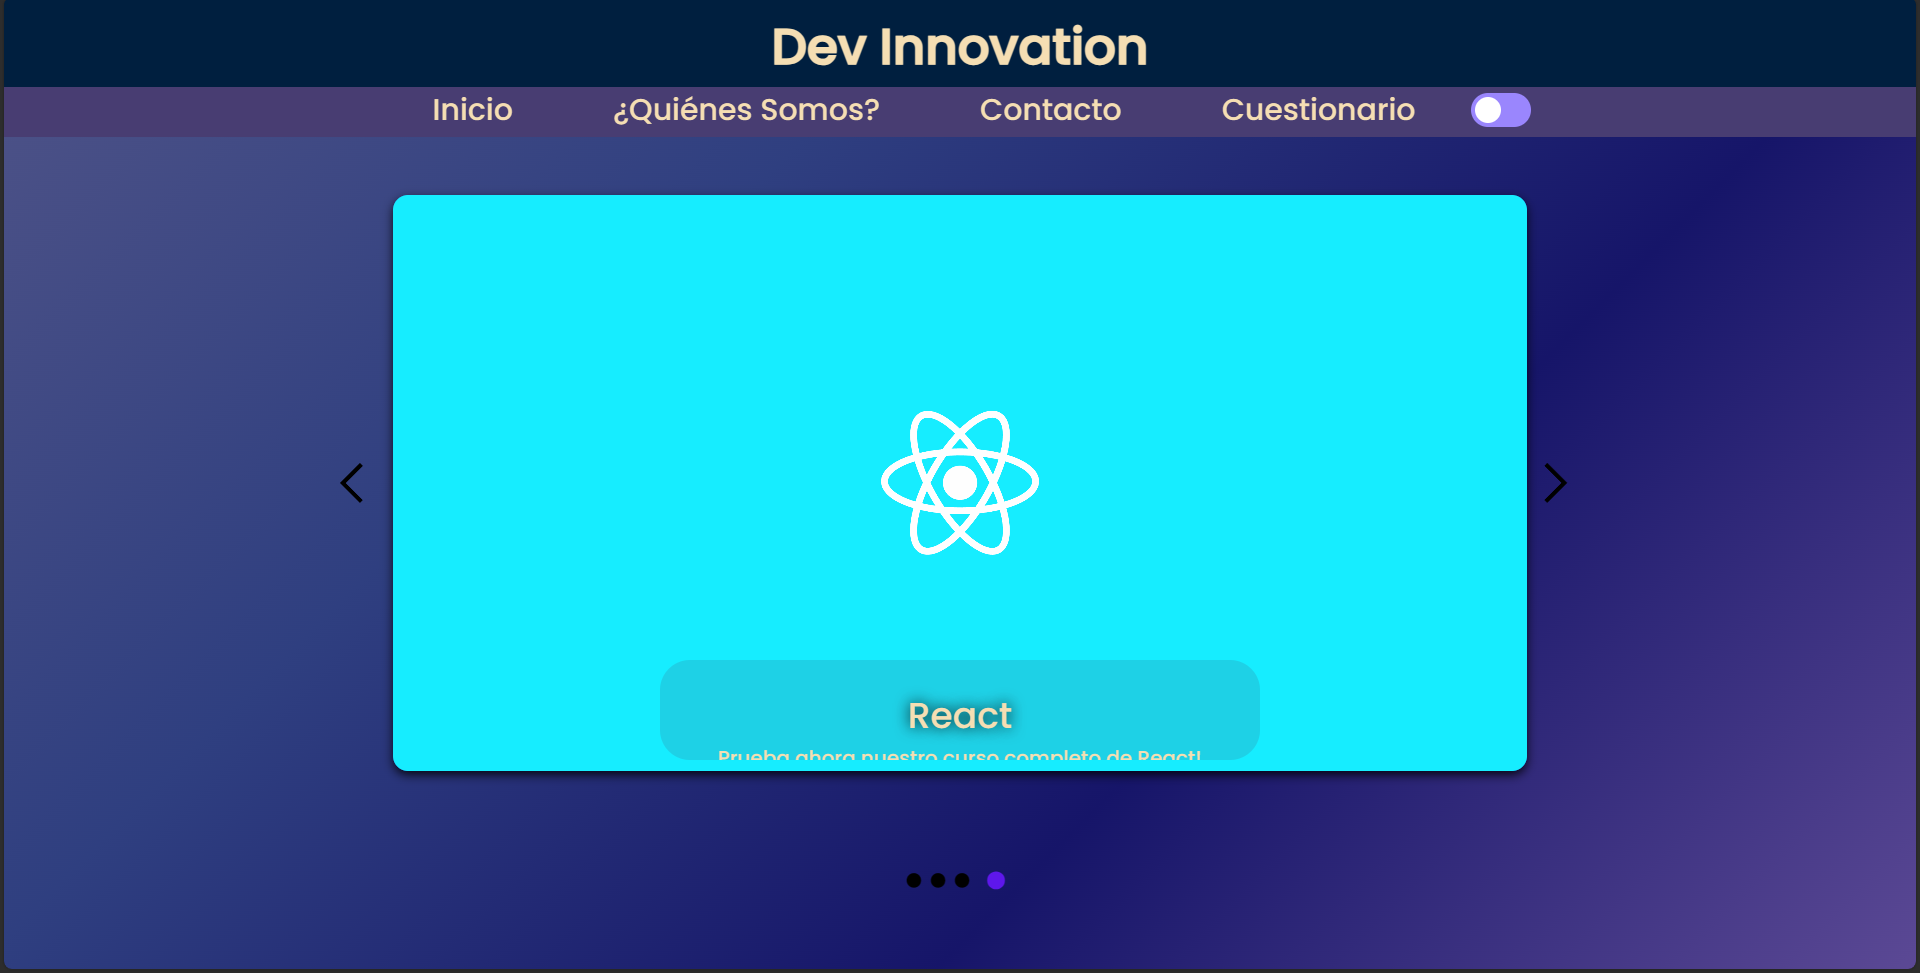 Dev Innovation
Inicio ¿Quiénes Somos? Contacto Cuestionario
React
Prueba ahora nuestro curso completo de React!